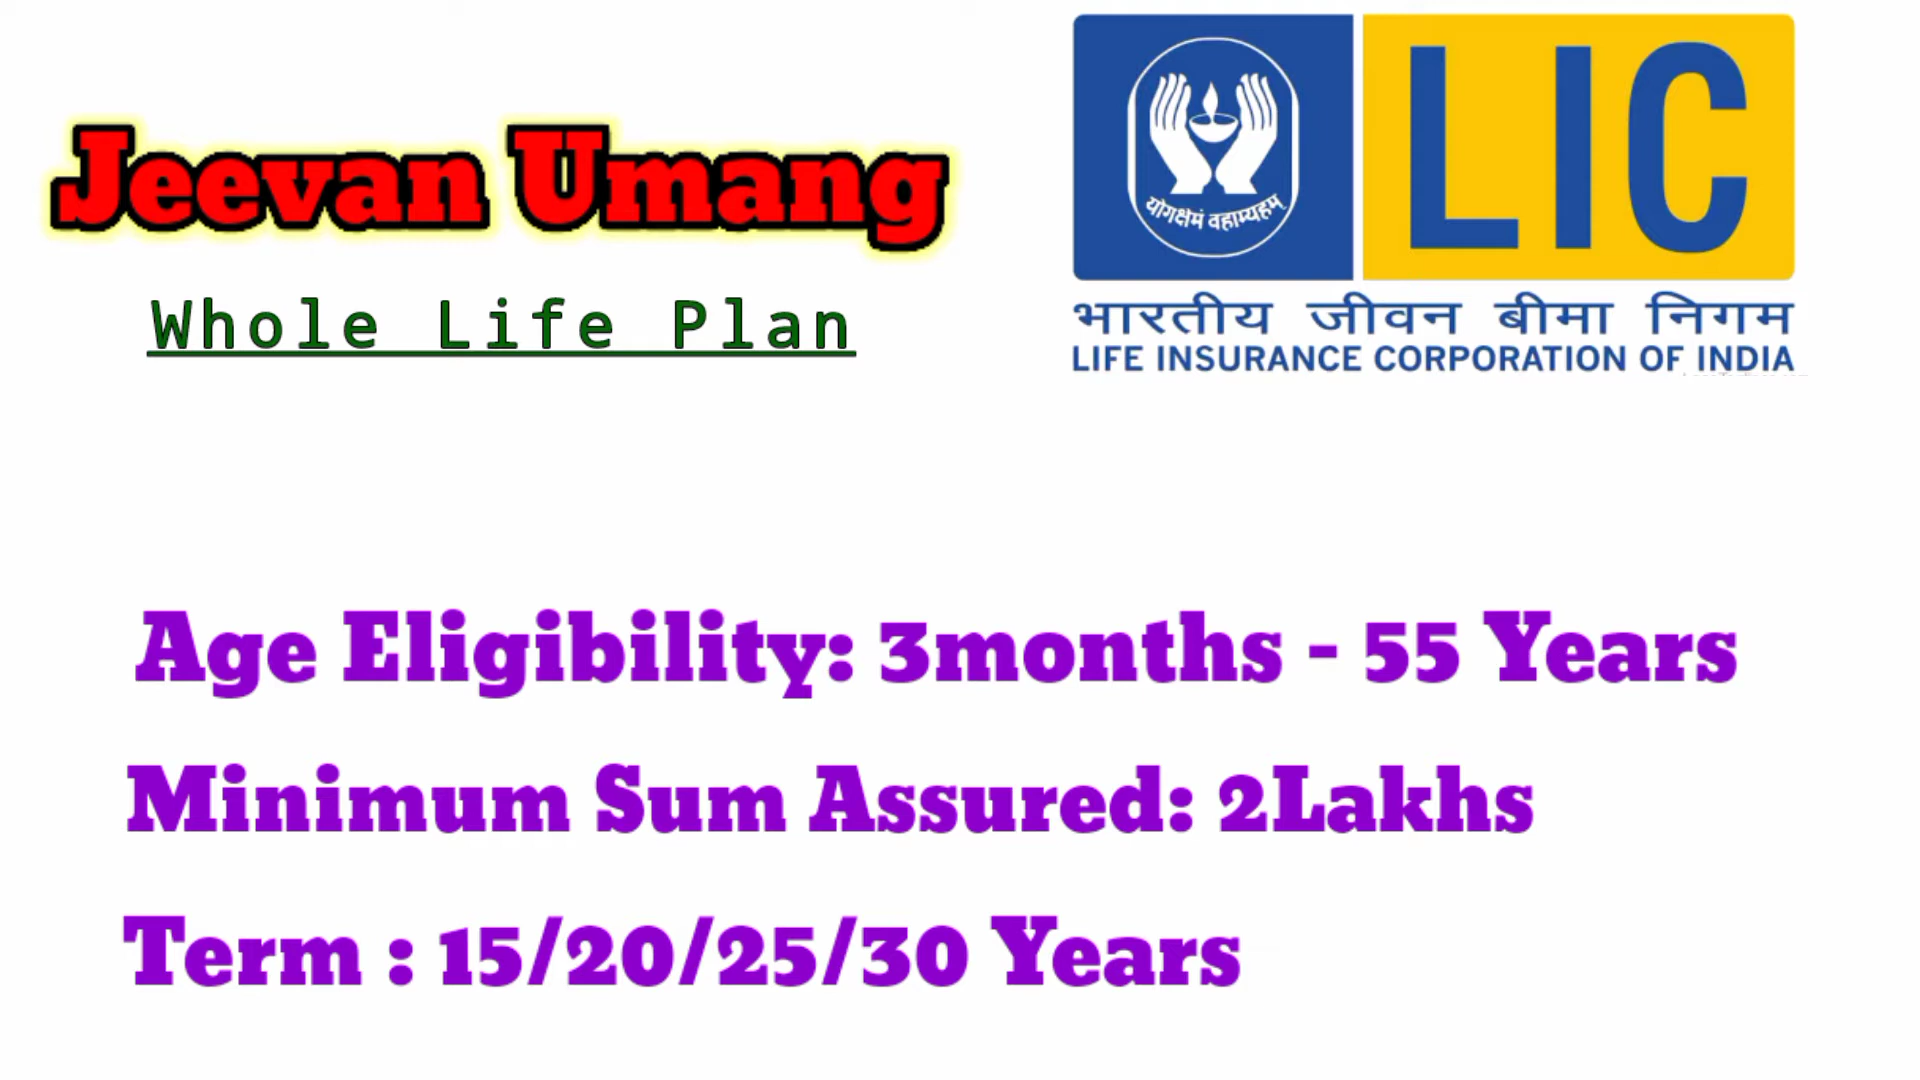 Jeevan Umang
Whole Life Plan
योगक्षेमं वहाम्यहम्
LIC
भारतीय जीवन बीमा निगम
LIFE INSURANCE CORPORATION OF INDIA
Age Eligibility: 3months - 55 Years
Minimum Sum Assured: 2Lakhs
Term : 15/20/25/30 Years